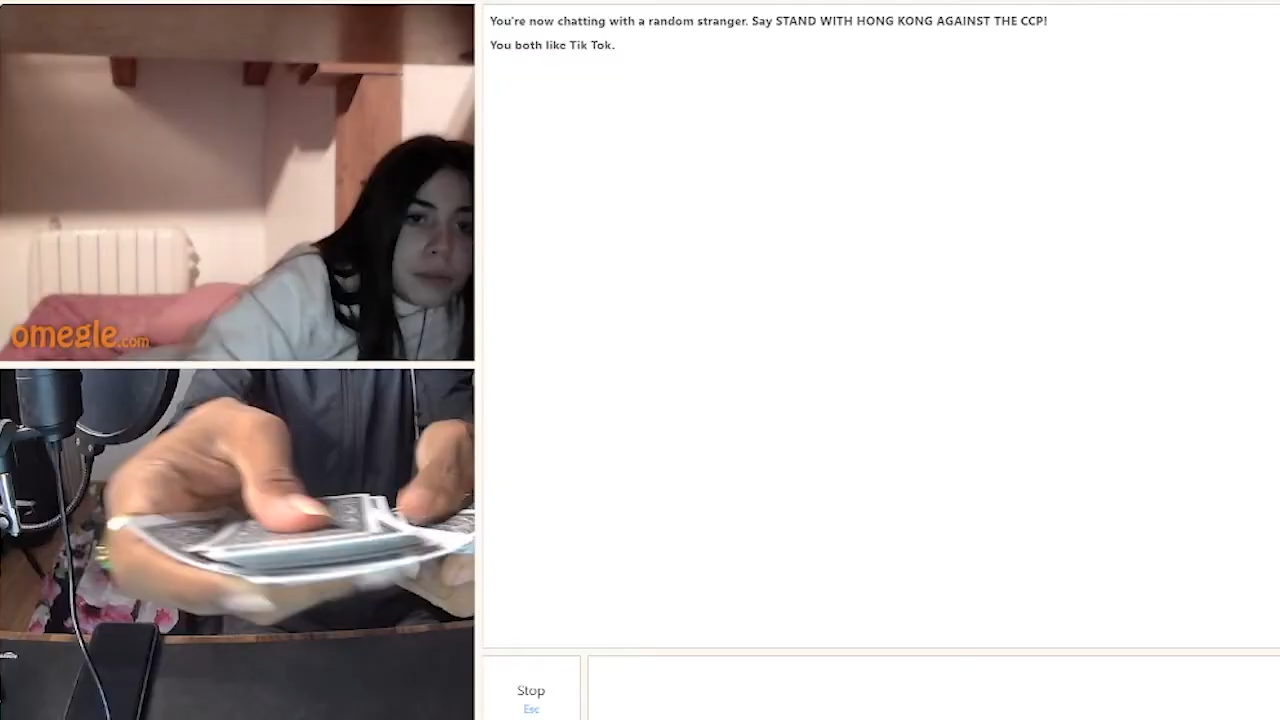 You're now chatting with a random stranger. Say STAND WITH HONG KONG AGAINST THE CCP!
You both like Tik Tok.
omegle.com
Stop
Esc